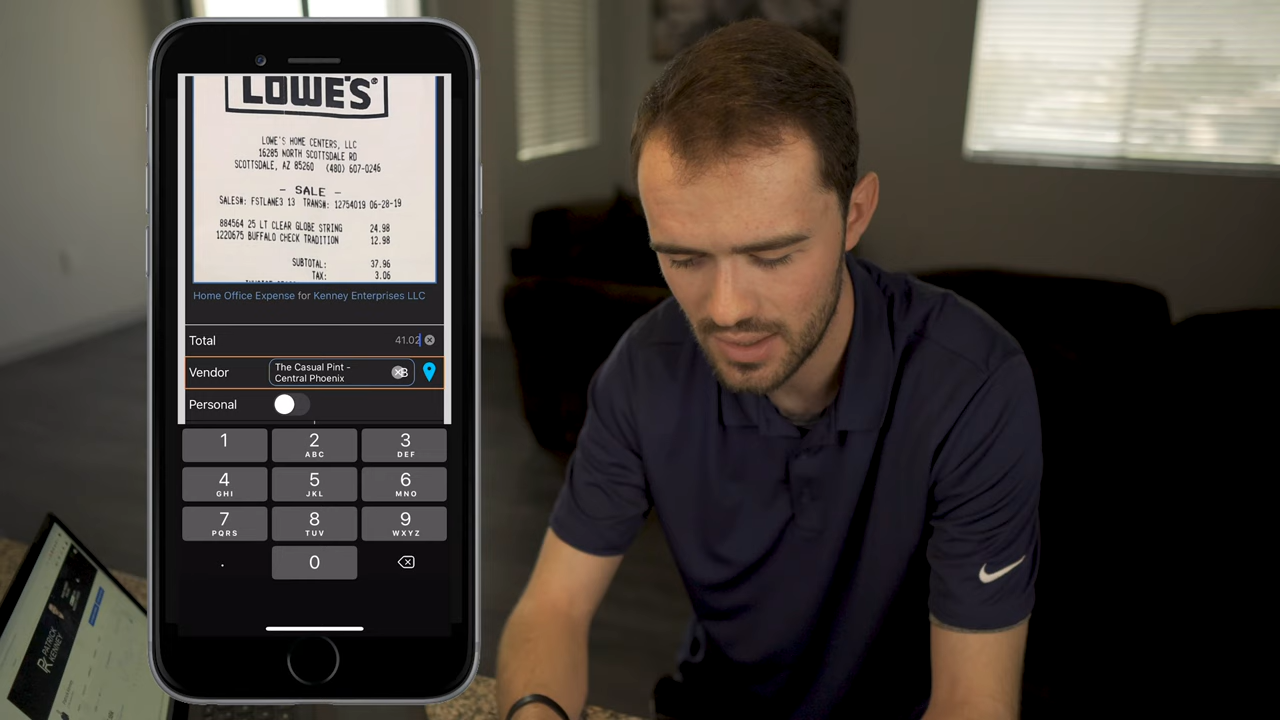 LOWE'S
LOWE'S HOME CENTERS, LLC
16285 NORTH SCOTTSDALE RD
SCOTTSDALE, AZ 85260 (480) 607-0246
- SALE -
SALES#: FSTLANE3 13 TRANS#: 12754019 06-28-19
884564 25 LT CLEAR GLOBE STRING 24.98
1220675 BUFFALO CHECK TRADITION 12.98
SUBTOTAL: 37.96
TAX: 3.06
Home Office Expense for Kenney Enterprises LLC
Total 41.02
Vendor The Casual Pint -
Central Phoenix
Personal
1 2 3
ABC DEF
4 5 6
GHI JKL MNO
7 8 9
PQRS TUV WXYZ
. 0
PATRICK
KENNEY